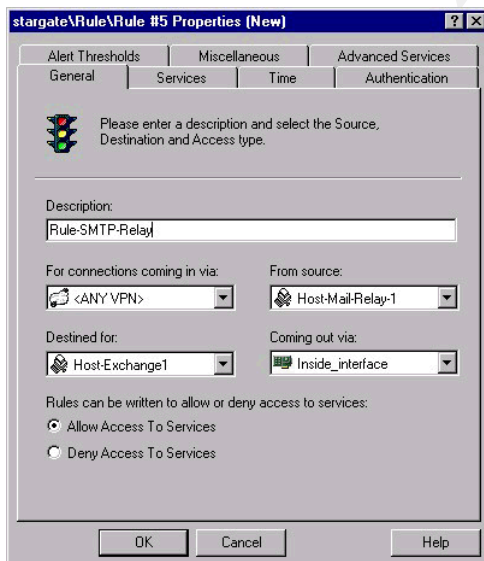 stargate\Rule\Rule #5 Properties (New)
Alert Thresholds Miscellaneous Advanced Services
General Services Time Authentication
Please enter a description and select the Source,
Destination and Access type.
Description:
Rule-SMTP-Relay
For connections coming in via: From source:
<ANY VPN> Host-Mail-Relay-1
Destined for: Coming out via:
Host-Exchange1 Inside_interface
Rules can be written to allow or deny access to services:
Allow Access To Services
Deny Access To Services
OK Cancel Help